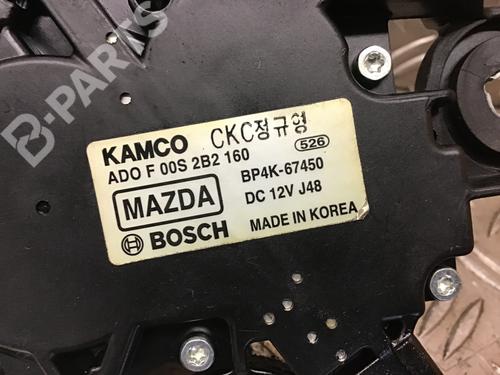 KAMCO CKC정규영
ADO F 00S 2B2 160 526
MAZDA BP4K-67450
DC 12V J48
BOSCH MADE IN KOREA
B-PARTS